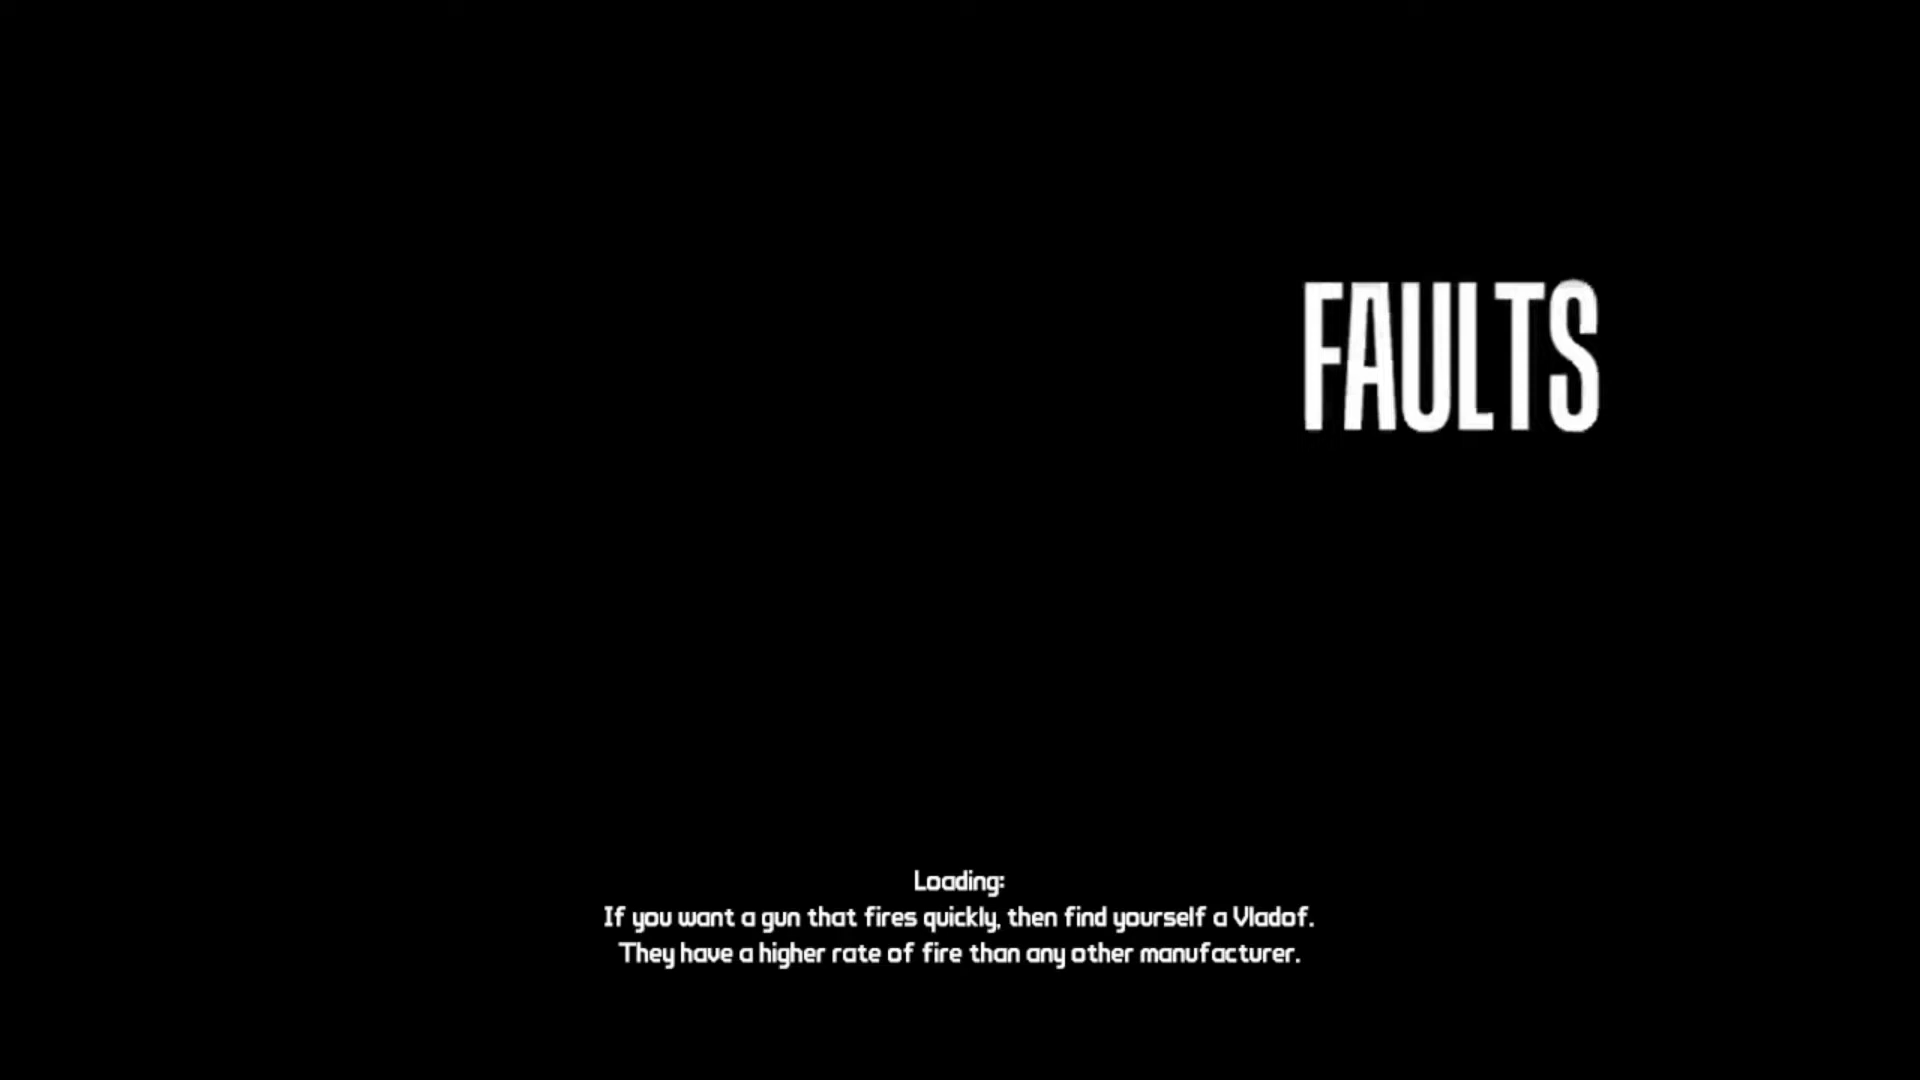 FAULTS
Loading:
If you want a gun that fires quickly, then find yourself a Vladof.
They have a higher rate of fire than any other manufacturer.